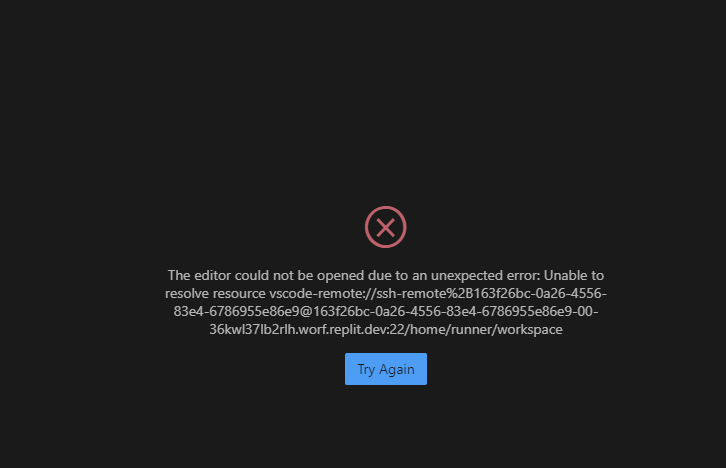 The editor could not be opened due to an unexpected error: Unable to
resolve resource vscode-remote://ssh-remote%2B163f26bc-0a26-4556-
83e4-6786955e86e9@163f26bc-0a26-4556-83e4-6786955e86e9-00-
36kwl37lb2rlh.worf.replit.dev:22/home/runner/workspace
Try Again